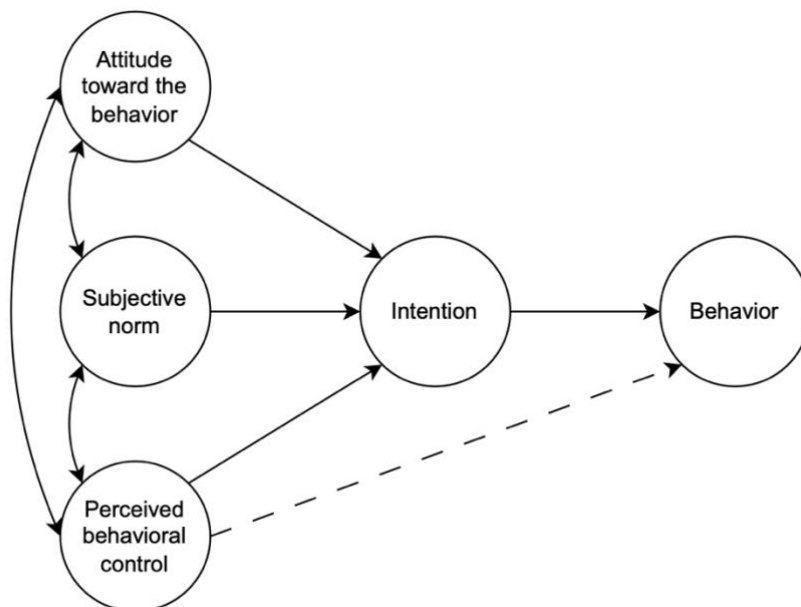 Attitude
toward the
behavior
Subjective
norm
Intention
Behavior
Perceived
behavioral
control